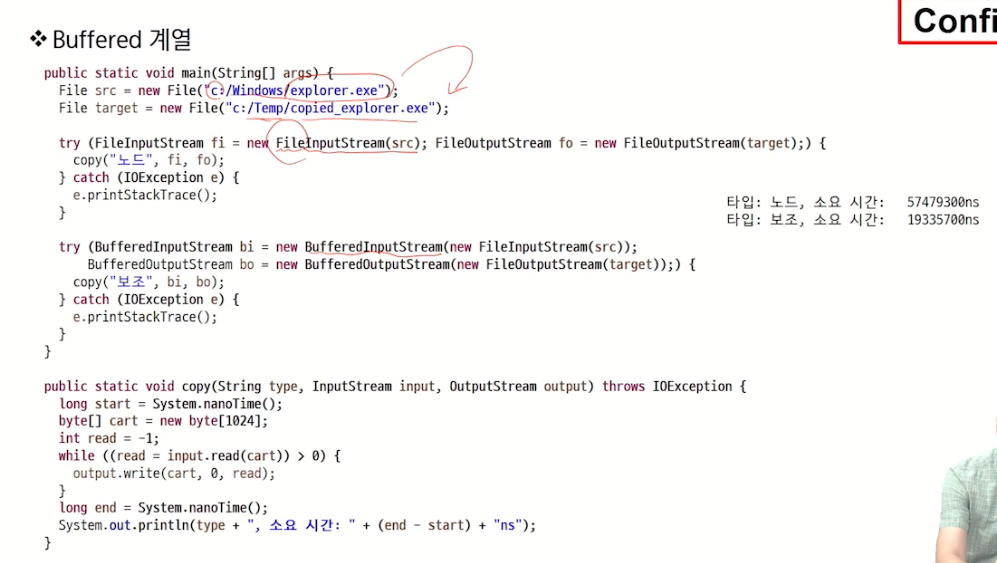 Confi
❖ Buffered 계열
public static void main(String[] args) {
File src = new File("c:/Windows/explorer.exe");
File target = new File("c:/Temp/copied_explorer.exe");
try (FileInputStream fi = new FileInputStream(src); FileOutputStream fo = new FileOutputStream(target);) {
copy("노드", fi, fo);
} catch (IOException e) {
e.printStackTrace();
}
타입: 노드, 소요 시간: 57479300ns
타입: 보조, 소요 시간: 19335700ns
try (BufferedInputStream bi = new BufferedInputStream(new FileInputStream(src));
BufferedOutputStream bo = new BufferedOutputStream(new FileOutputStream(target));) {
copy("보조", bi, bo);
} catch (IOException e) {
e.printStackTrace();
}
}
public static void copy(String type, InputStream input, OutputStream output) throws IOException {
long start = System.nanoTime();
byte[] cart = new byte[1024];
int read = -1;
while ((read = input.read(cart)) > 0) {
output.write(cart, 0, read);
}
long end = System.nanoTime();
System.out.println(type + ", 소요 시간: " + (end - start) + "ns");
}